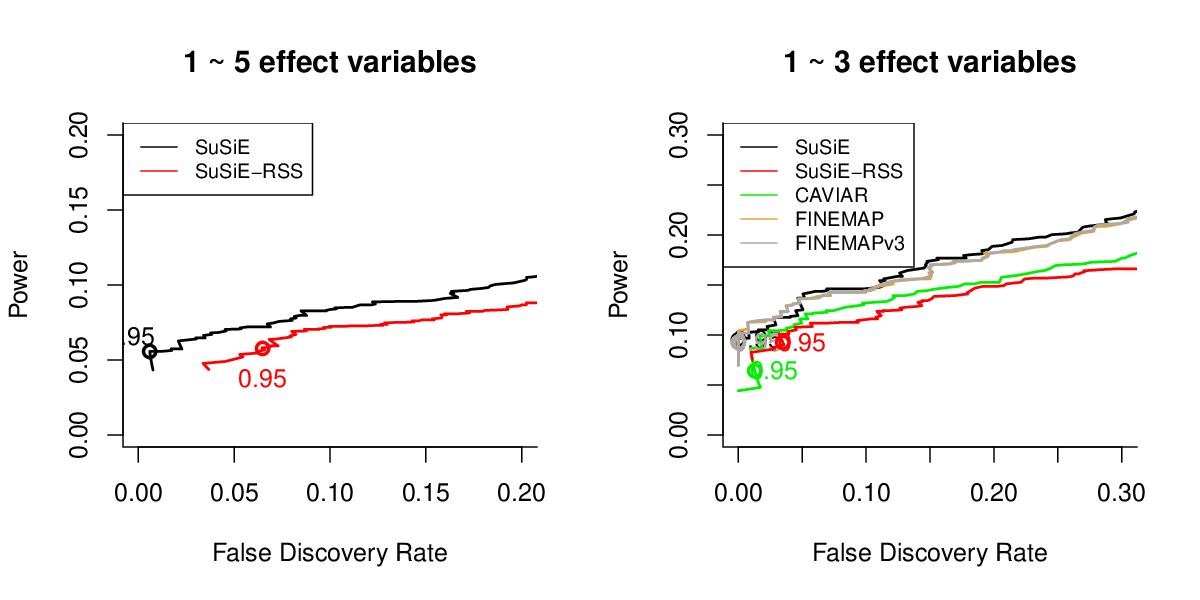 1 ~ 5 effect variables
Power
0.20
0.15
0.10
0.05
0.00
SuSiE
SuSiE−RSS
.95
0.95
0.00 0.05 0.10 0.15 0.20
False Discovery Rate
1 ~ 3 effect variables
Power
0.30
0.20
0.10
0.00
SuSiE
SuSiE−RSS
CAVIAR
FINEMAP
FINEMAPv3
0.95
0.95
0.00 0.10 0.20 0.30
False Discovery Rate